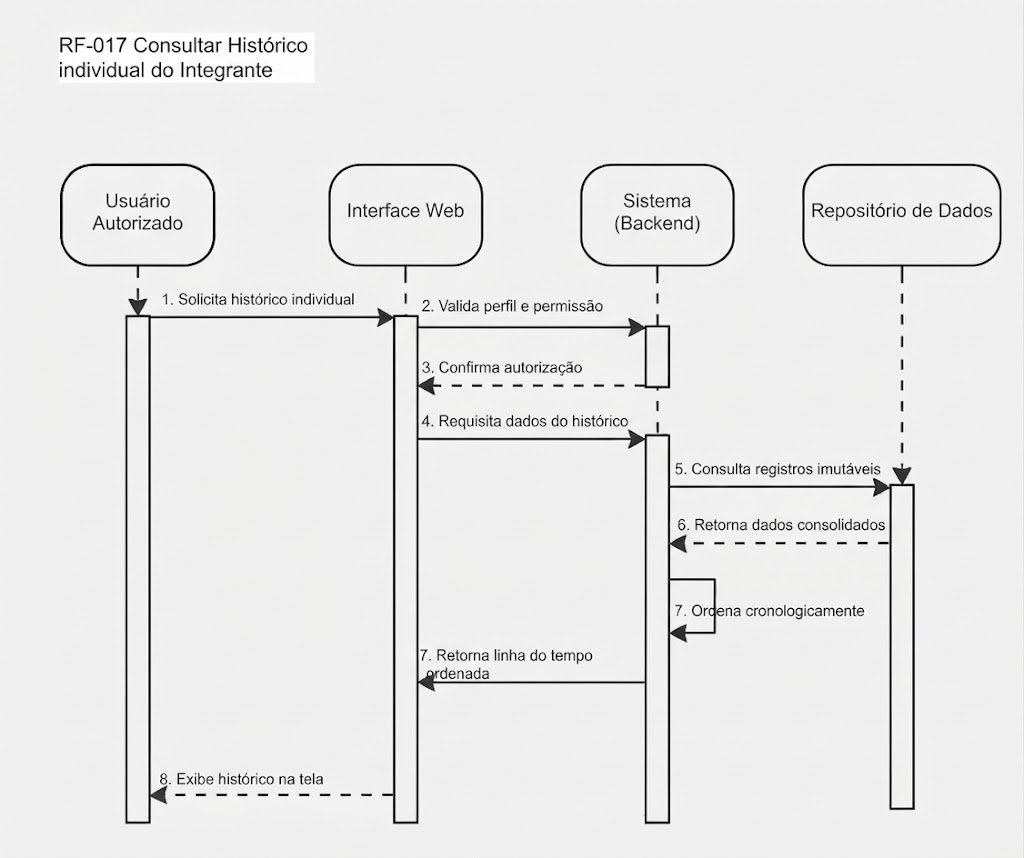 RF-017 Consultar Histórico
individual do Integrante
Usuário
Autorizado
Interface Web
Sistema
(Backend)
Repositório de Dados
1. Solicita histórico individual
2. Valida perfil e permissão
3. Confirma autorização
4. Requisita dados do histórico
5. Consulta registros imutáveis
6. Retorna dados consolidados
7. Ordena cronologicamente
7. Retorna linha do tempo
ordenada
8. Exibe histórico na tela